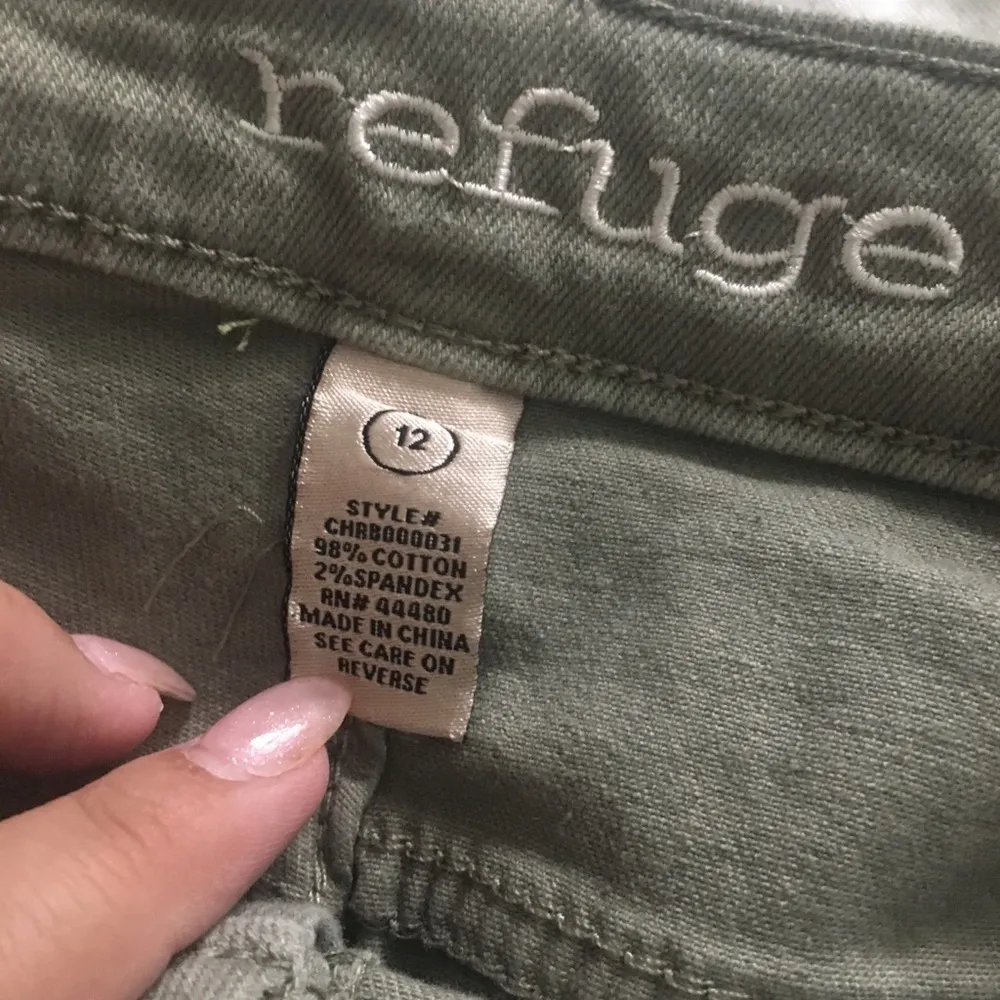 refuge
12
STYLE#
CHRB000031
98% COTTON
2%SPANDEX
RN# 44480
MADE IN CHINA
SEE CARE ON
REVERSE